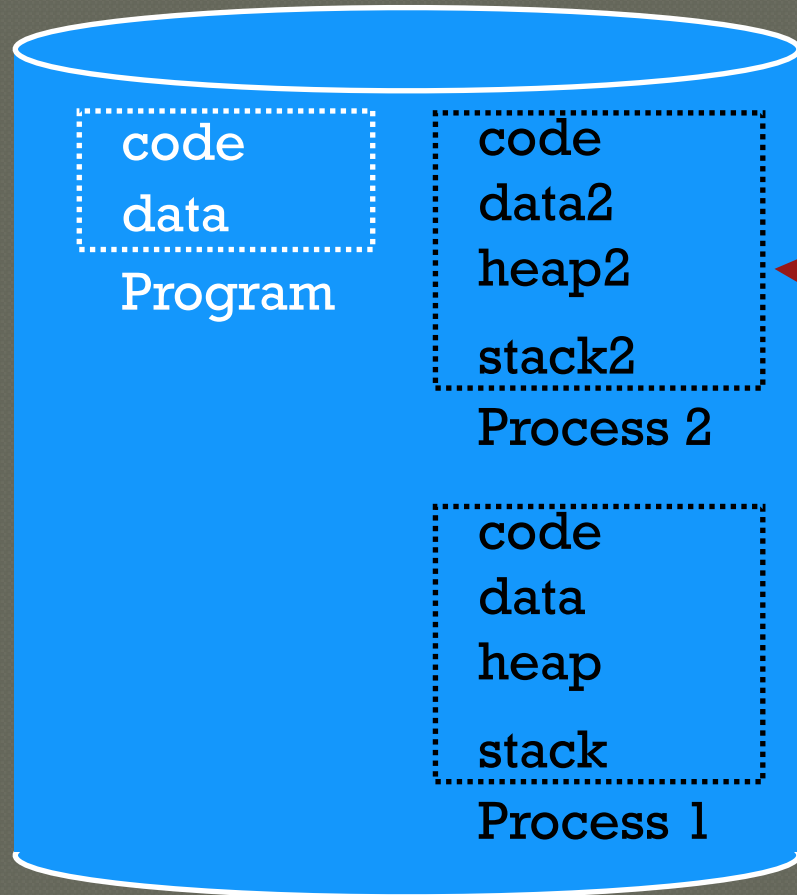 code
data
Program
code
data2
heap2
stack2
Process 2
code
data
heap
stack
Process 1